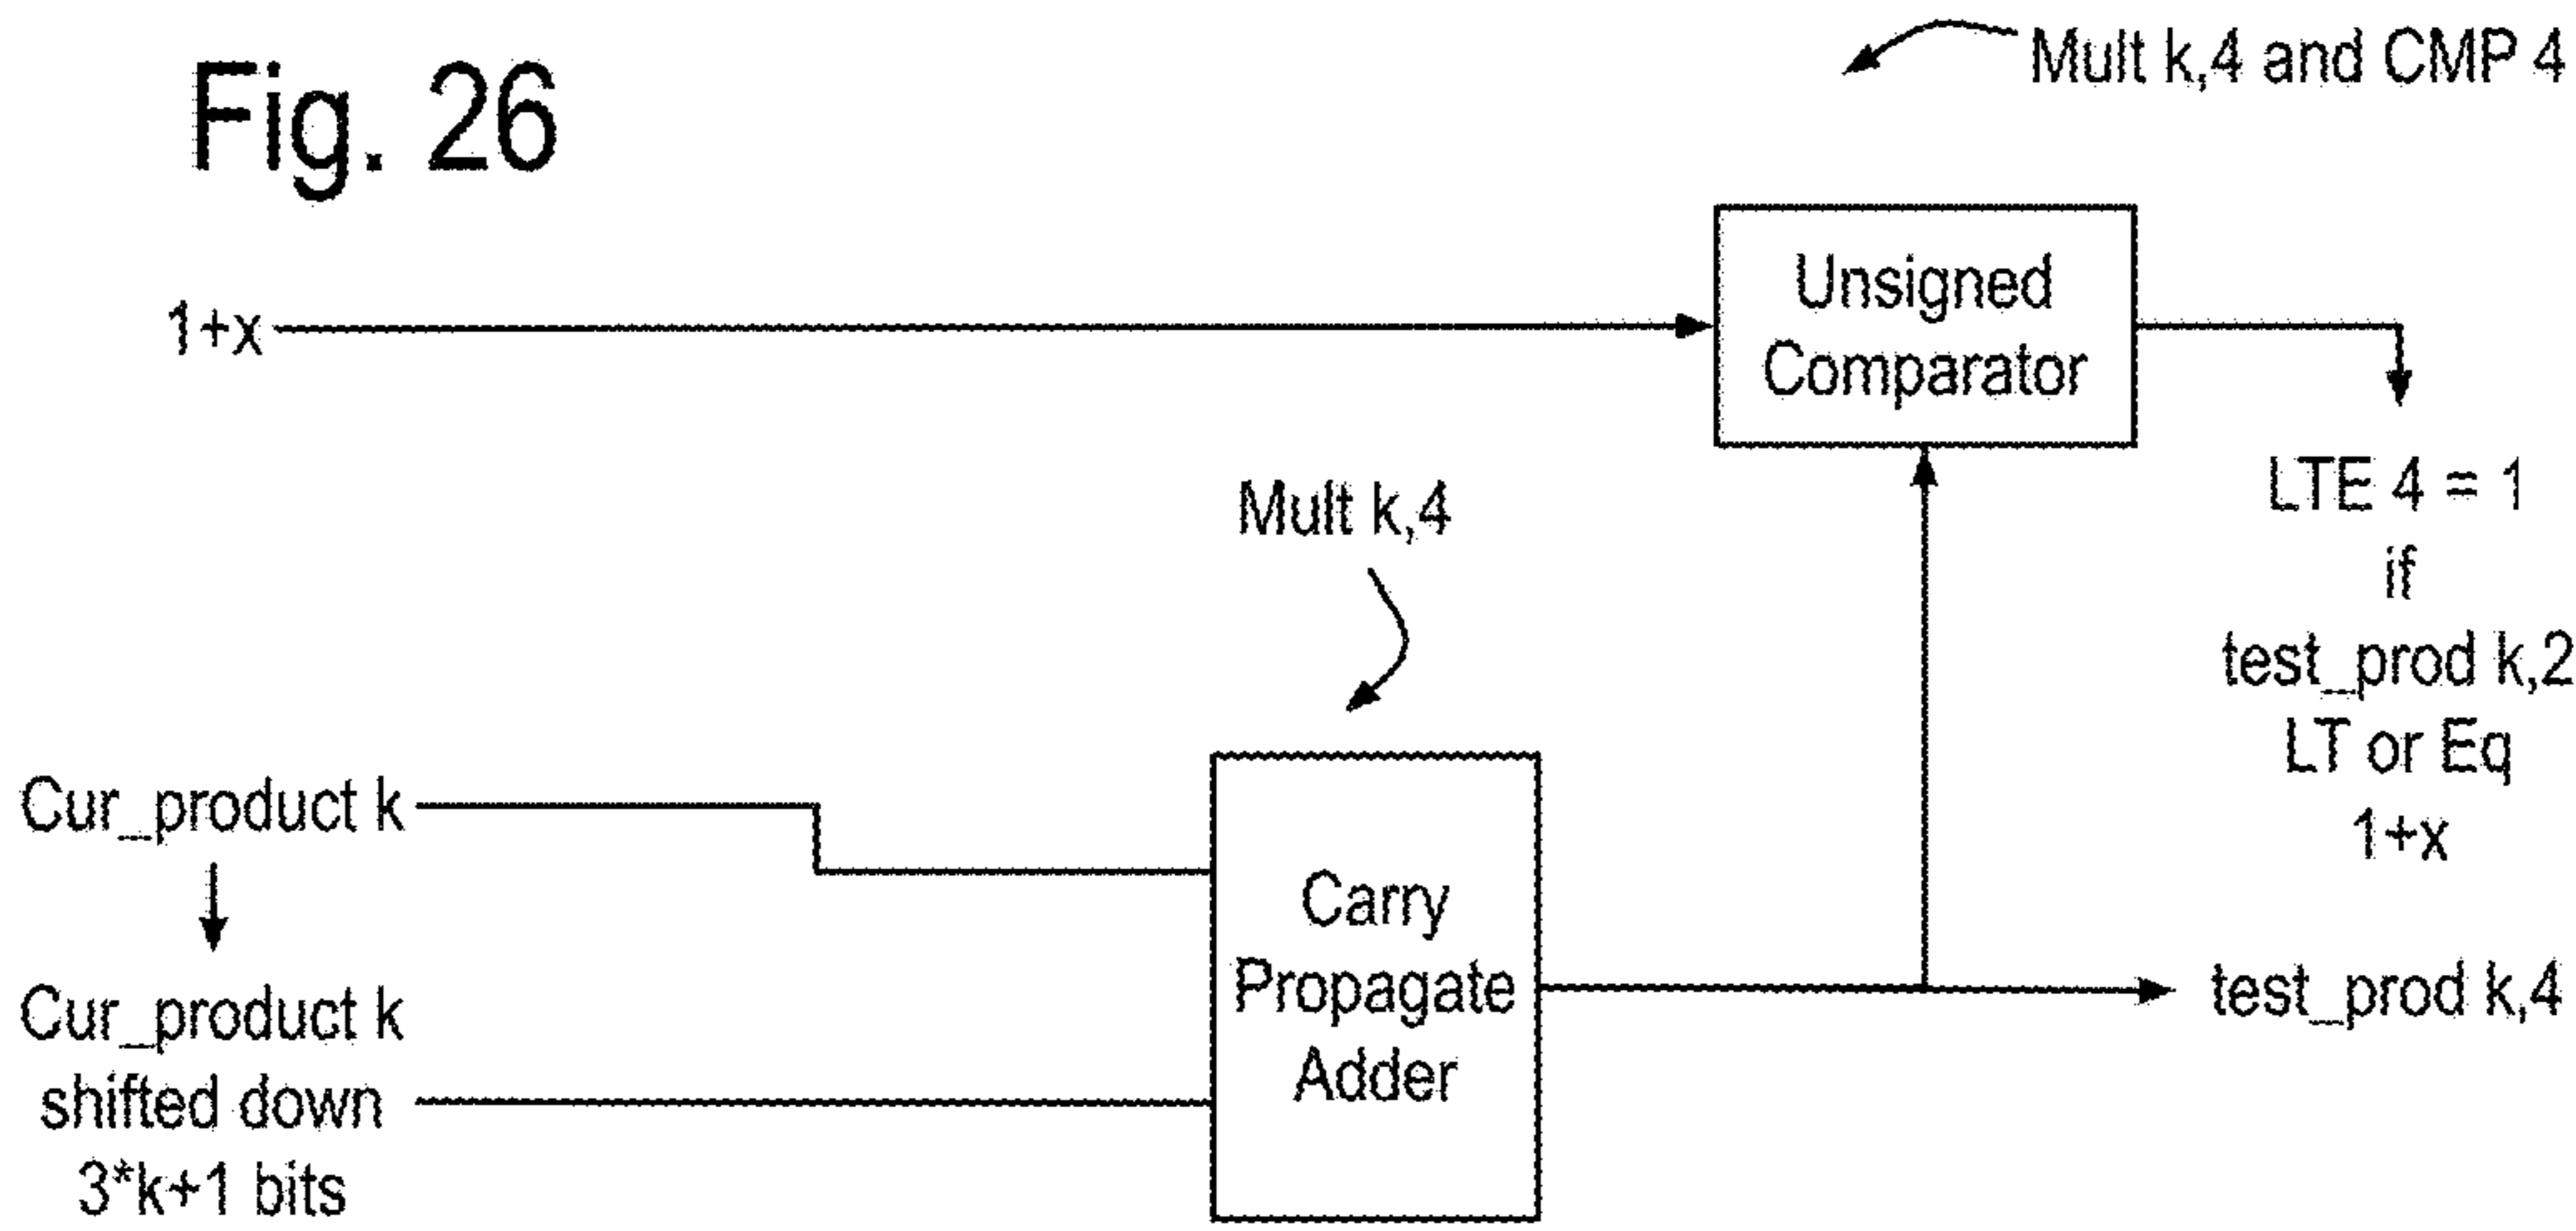 Fig. 26
Mult k,4 and CMP 4
1+x
Unsigned
Comparator
Mult k,4
LTE 4 = 1
if
test_prod k,2
LT or Eq
1+x
Cur_product k
Cur_product k
shifted down
3*k+1 bits
Carry
Propagate
Adder
test_prod k,4